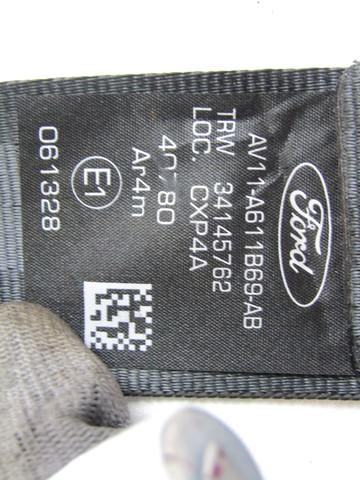 Ford
AV11-A611B69-AB
TRW 34145762
LOC. CXP4A
40780
Ar4m
E1
061328